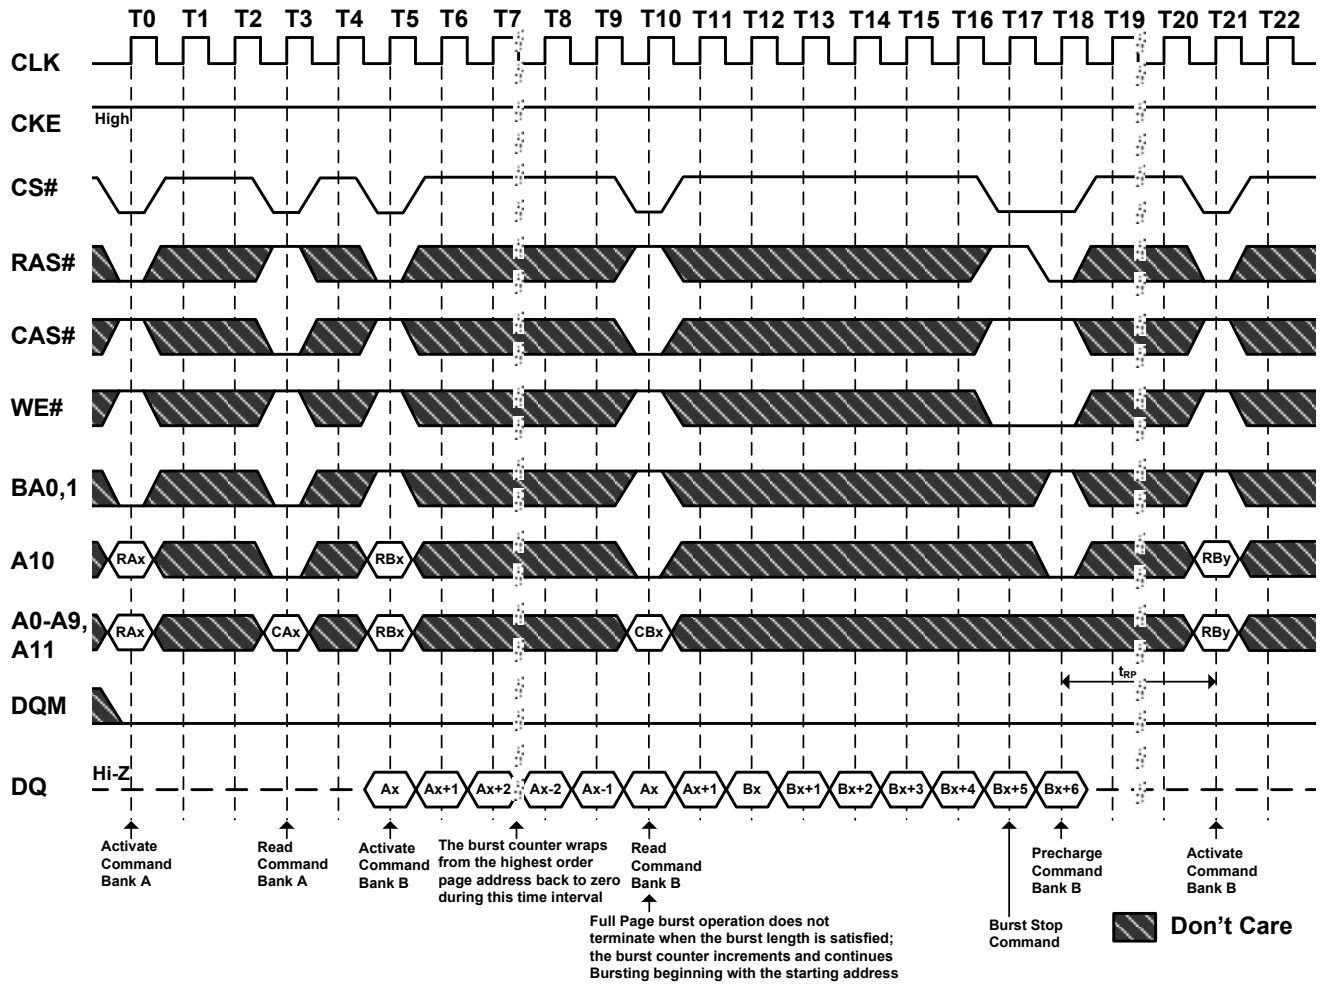 T0 T1 T2 T3 T4 T5 T6 T7 T8 T9 T10 T11 T12 T13 T14 T15 T16 T17 T18 T19 T20 T21 T22
CLK
CKE High
CS#
RAS#
CAS#
WE#
BA0,1
A10 RAx RBx RBy
A0-A9,
A11 RAx CAx RBx CBx RBy
tRP
DQM
DQ Hi-Z Ax Ax+1 Ax+2 Ax-2 Ax-1 Ax Ax+1 Bx Bx+1 Bx+2 Bx+3 Bx+4 Bx+5 Bx+6
Activate
Command
Bank A
Read
Command
Bank A
Activate
Command
Bank B
The burst counter wraps
from the highest order
page address back to zero
during this time interval
Read
Command
Bank B
Full Page burst operation does not
terminate when the burst length is satisfied;
the burst counter increments and continues
Bursting beginning with the starting address
Burst Stop
Command
Precharge
Command
Bank B
Activate
Command
Bank B
Don't Care